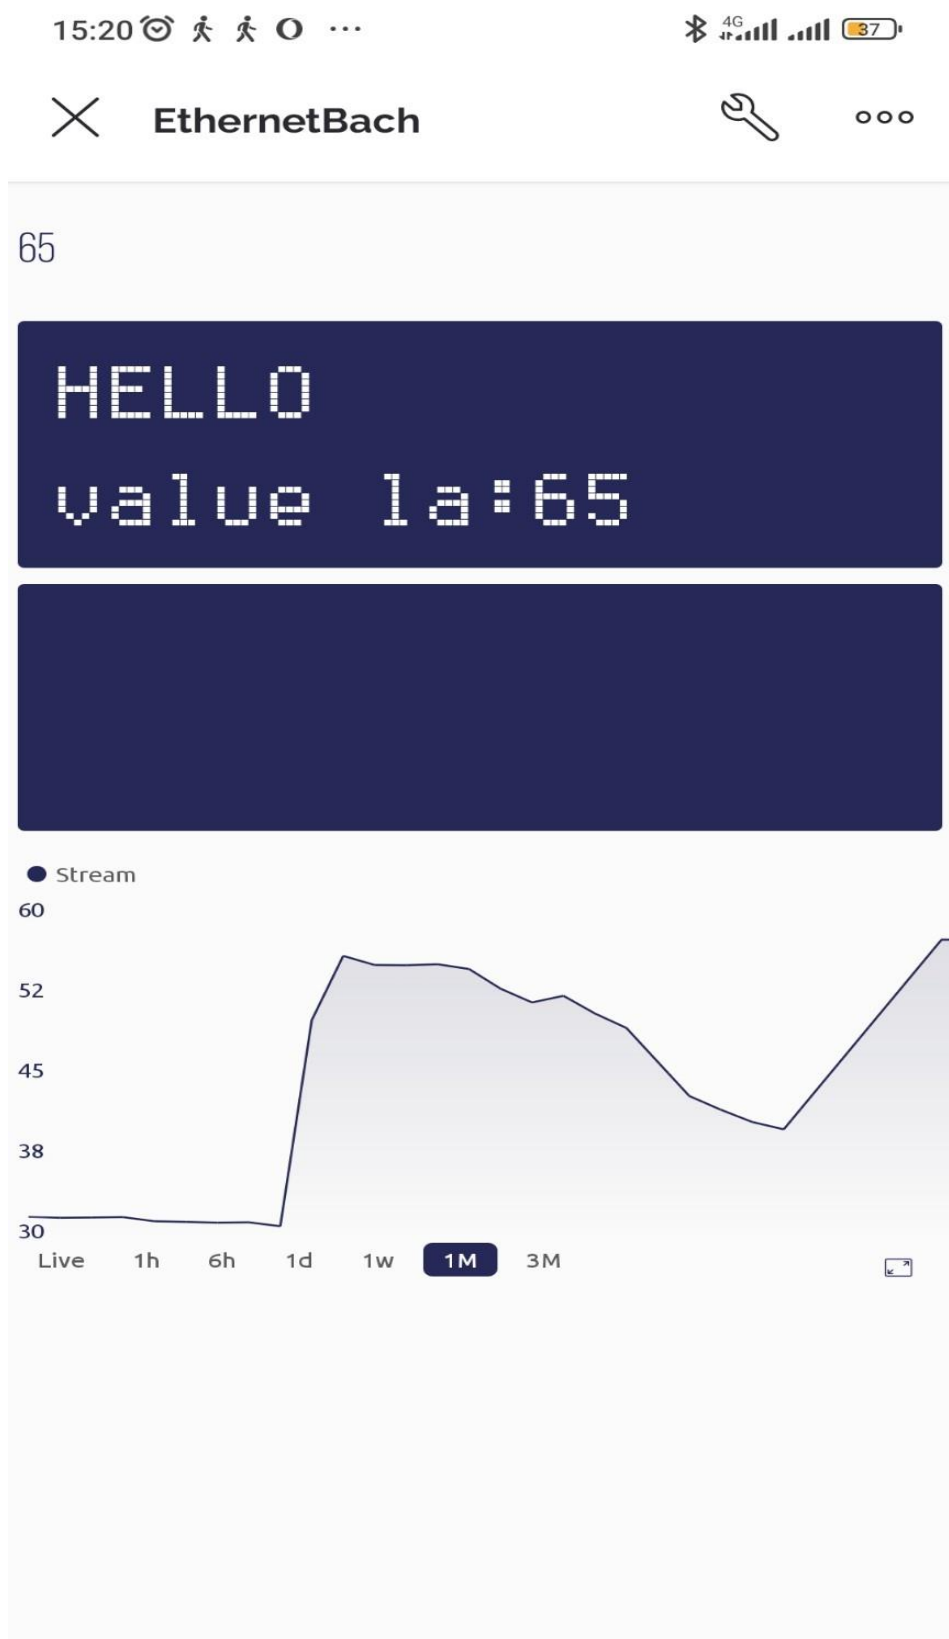 15:20 4G 37
EthernetBach
65
HELLO
value la:65
Stream
60
52
45
38
30
Live 1h 6h 1d 1w 1M 3M